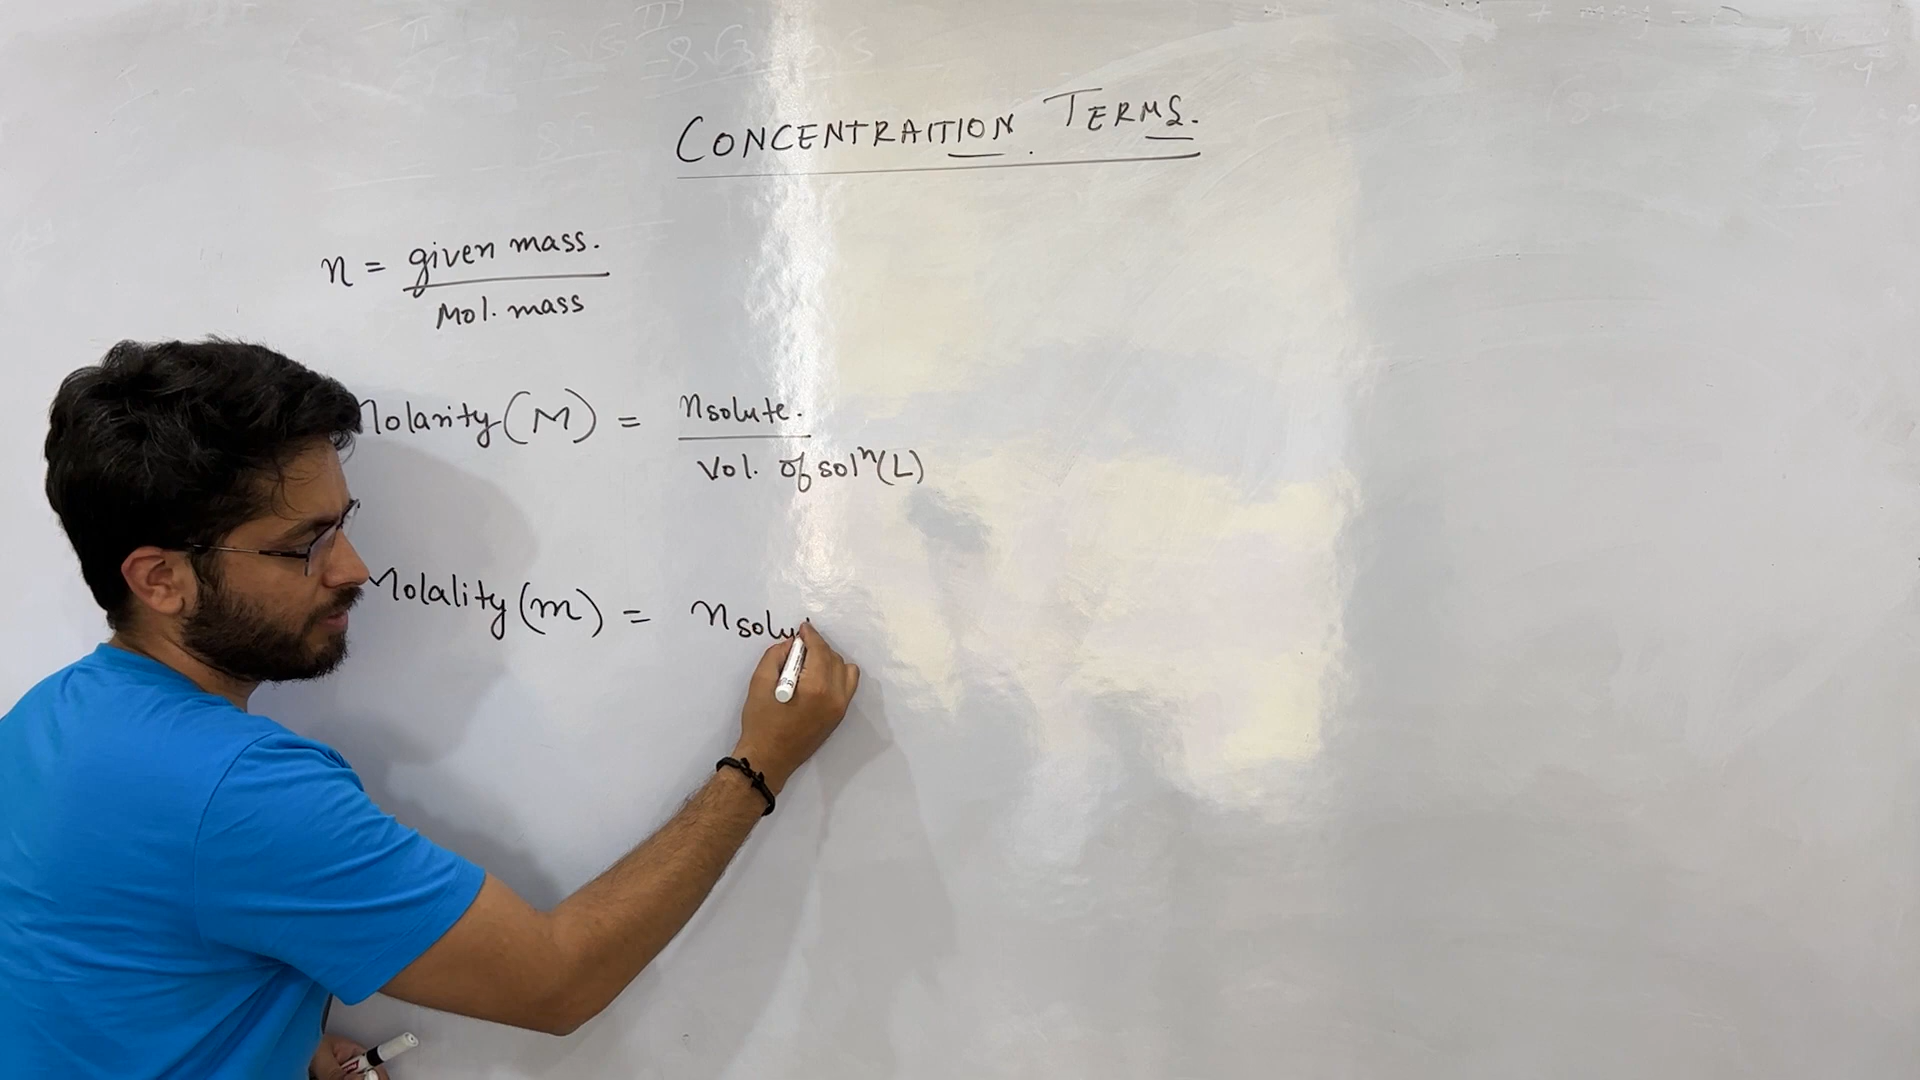 CONCENTRAITION TERMS.
n = given mass.
Mol. mass
Molarity (M) = nsolute.
Vol. of solⁿ(L)
Molality (m) = nsolu